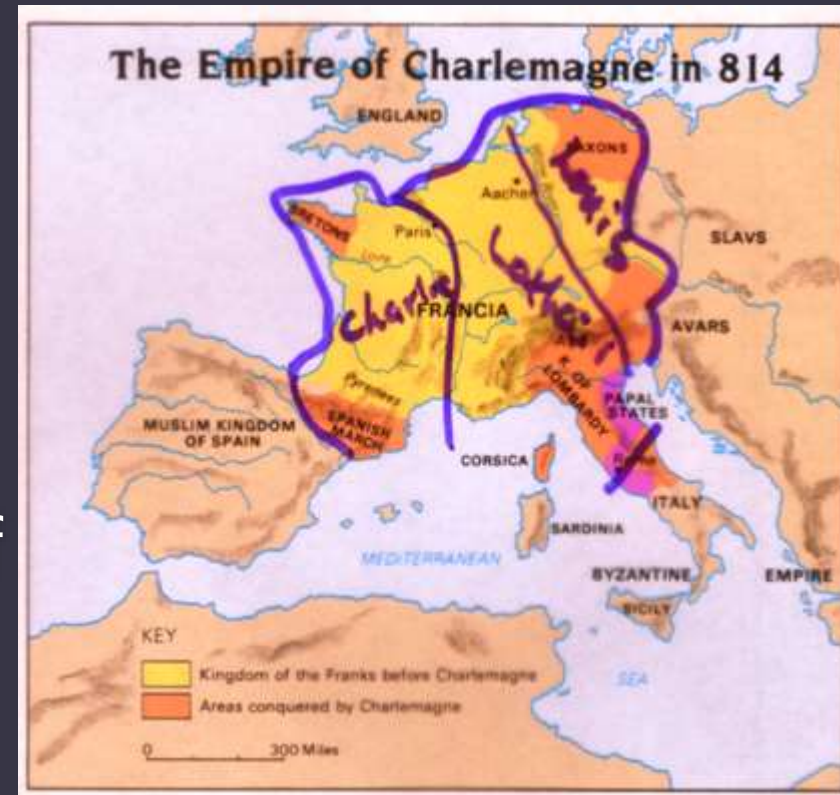 The Empire of Charlemagne in 814
ENGLAND
SAXONS
Louis
Aachen
BRETONS
Paris
Loire
SLAVS
Lothair
Charles
FRANCIA
AVARS
K. OF
LOMBARDY
Pyrenees
PAPAL
STATES
SPANISH
MARCH
MUSLIM KINGDOM
OF SPAIN
CORSICA
Rome
ITALY
SARDINIA
MEDITERRANEAN
BYZANTINE
EMPIRE
SICILY
SEA
KEY
Kingdom of the Franks before Charlemagne
Areas conquered by Charlemagne
0 300 Miles